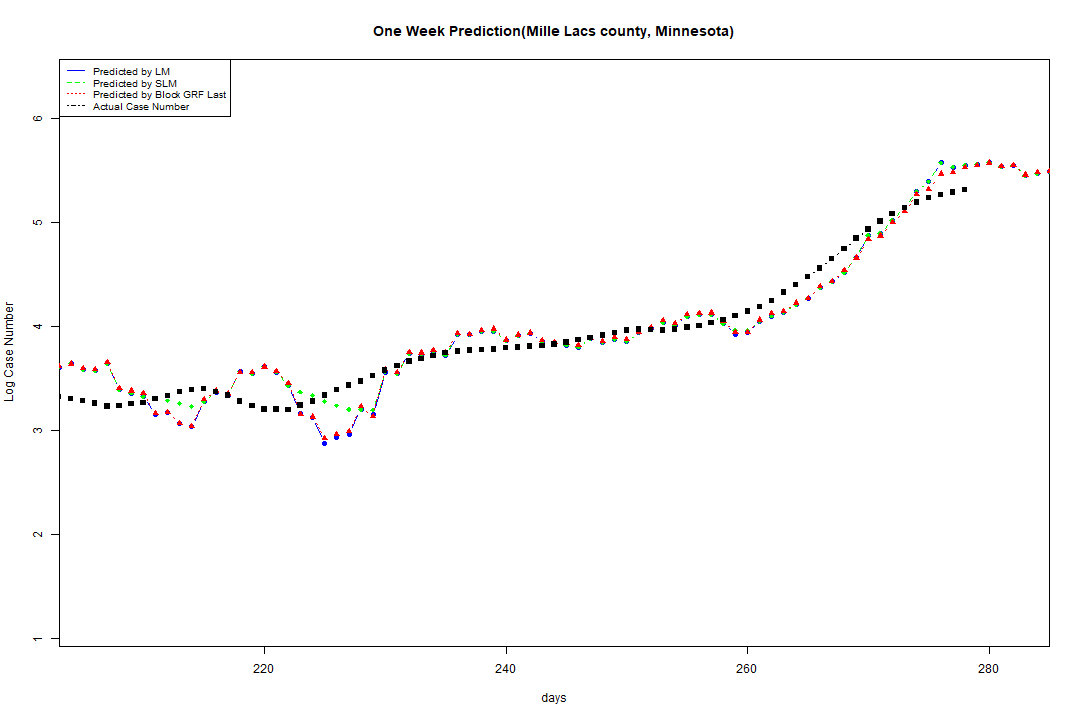 One Week Prediction(Mille Lacs county, Minnesota)
Predicted by LM
Predicted by SLM
Predicted by Block GRF Last
Actual Case Number
6
5
4
3
2
1
Log Case Number
220 240 260 280
days